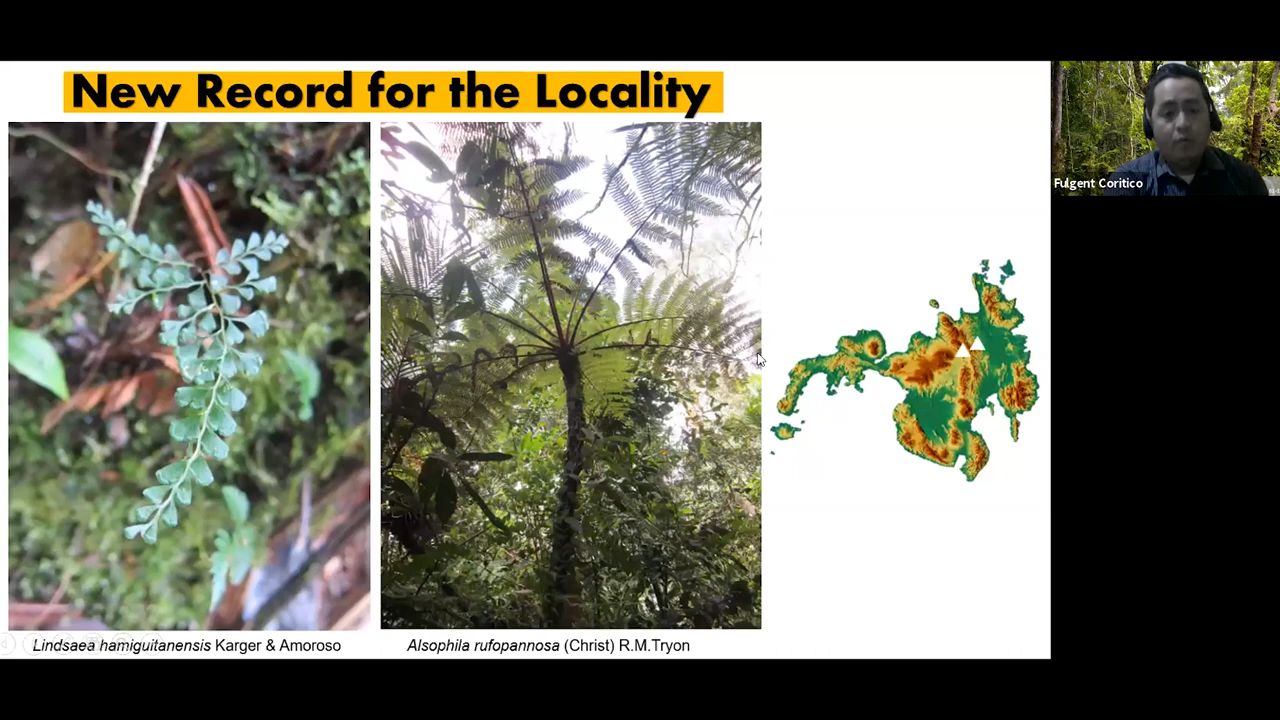 New Record for the Locality
Fulgent Coritico
Lindsaea hamiguitanensis Karger & Amoroso
Alsophila rufopannosa (Christ) R.M.Tryon